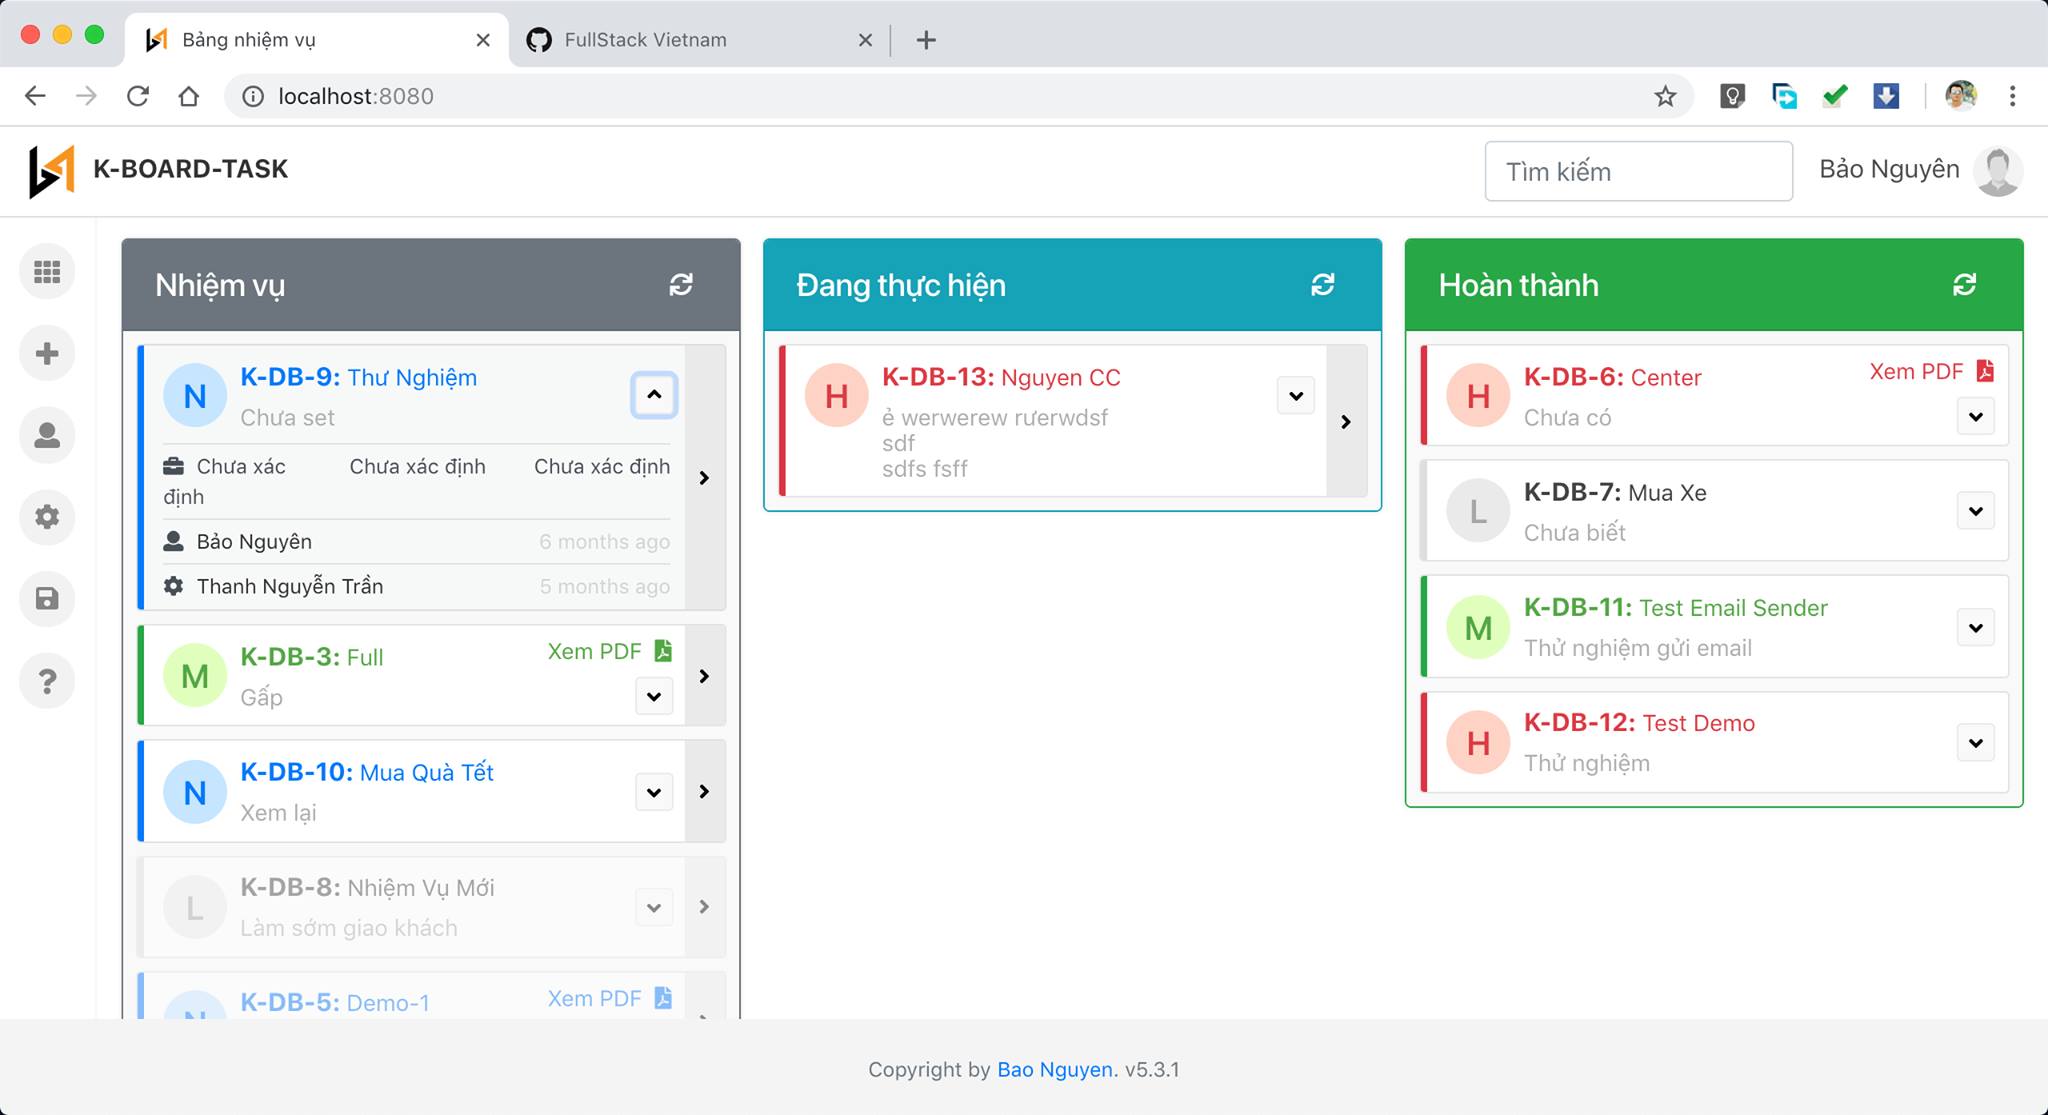 Bảng nhiệm vụ
FullStack Vietnam
localhost:8080
K-BOARD-TASK
Tìm kiếm
Bảo Nguyên
Nhiệm vụ
N
K-DB-9: Thư Nghiệm
Chưa set
Chưa xác định
Chưa xác định
Chưa xác định
Bảo Nguyên
6 months ago
Thanh Nguyễn Trần
5 months ago
M
K-DB-3: Full
Xem PDF
Gấp
N
K-DB-10: Mua Quà Tết
Xem lại
L
K-DB-8: Nhiệm Vụ Mới
Làm sớm giao khách
N
K-DB-5: Demo-1
Xem PDF
Đang thực hiện
H
K-DB-13: Nguyen CC
ẻ werwerew rưerwdsf
sdf
sdfs fsff
Hoàn thành
H
K-DB-6: Center
Xem PDF
Chưa có
L
K-DB-7: Mua Xe
Chưa biết
M
K-DB-11: Test Email Sender
Thử nghiệm gửi email
H
K-DB-12: Test Demo
Thử nghiệm
Copyright by Bao Nguyen. v5.3.1